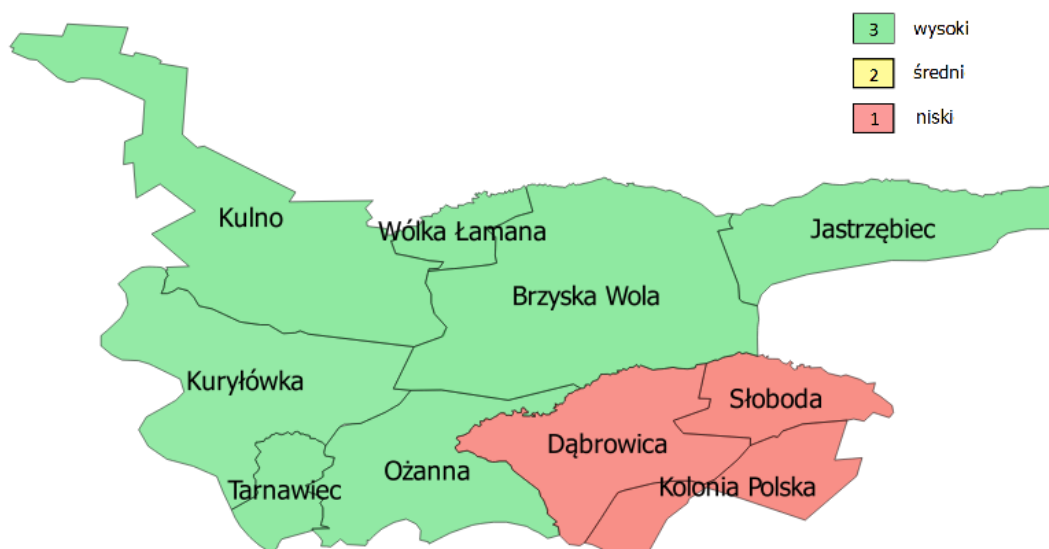 3 wysoki
2 średni
1 niski
Kulno
Wólka Łamana
Jastrzębiec
Brzyska Wola
Kuryłówka
Słoboda
Dąbrowica
Ożanna
Tarnawiec
Kolonia Polska